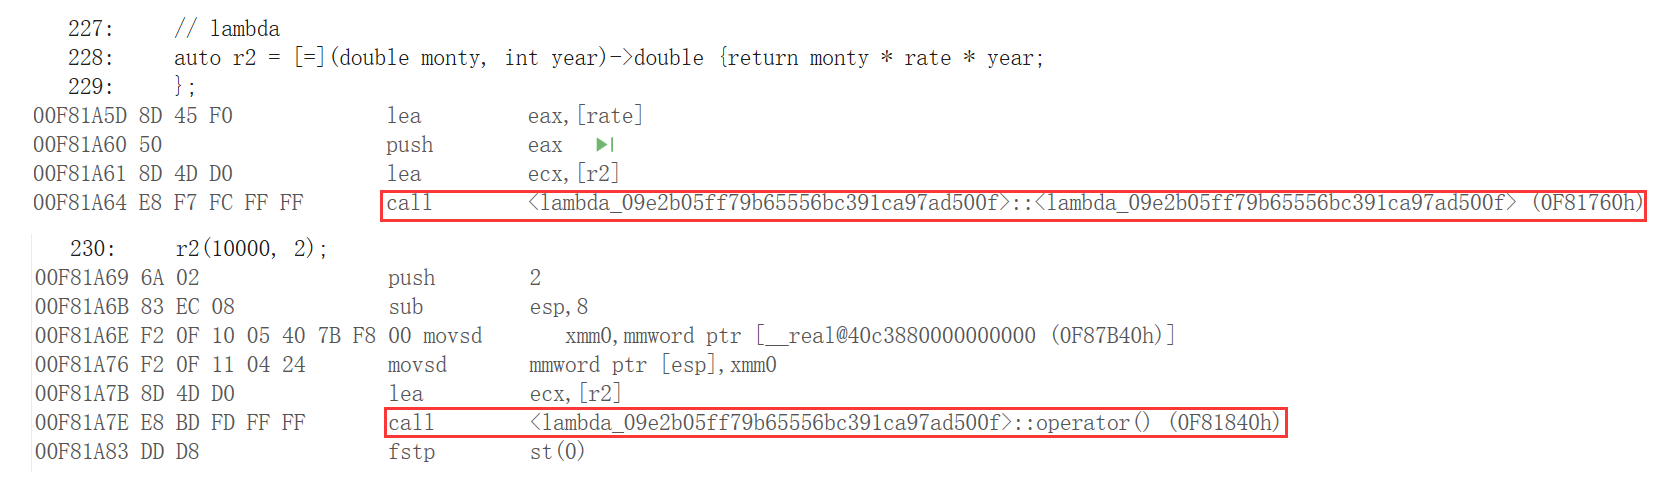 227: // lambda
228: auto r2 = [=](double monty, int year)->double {return monty * rate * year;
229: };
00F81A5D 8D 45 F0 lea eax,[rate]
00F81A60 50 push eax
00F81A61 8D 4D D0 lea ecx,[r2]
00F81A64 E8 F7 FC FF FF call <lambda_09e2b05ff79b65556bc391ca97ad500f>::<lambda_09e2b05ff79b65556bc391ca97ad500f> (0F81760h)
230: r2(10000, 2);
00F81A69 6A 02 push 2
00F81A6B 83 EC 08 sub esp,8
00F81A6E F2 0F 10 05 40 7B F8 00 movsd xmm0,mmword ptr [__real@40c3880000000000 (0F87B40h)]
00F81A76 F2 0F 11 04 24 movsd mmword ptr [esp],xmm0
00F81A7B 8D 4D D0 lea ecx,[r2]
00F81A7E E8 BD FD FF FF call <lambda_09e2b05ff79b65556bc391ca97ad500f>::operator() (0F81840h)
00F81A83 DD D8 fstp st(0)